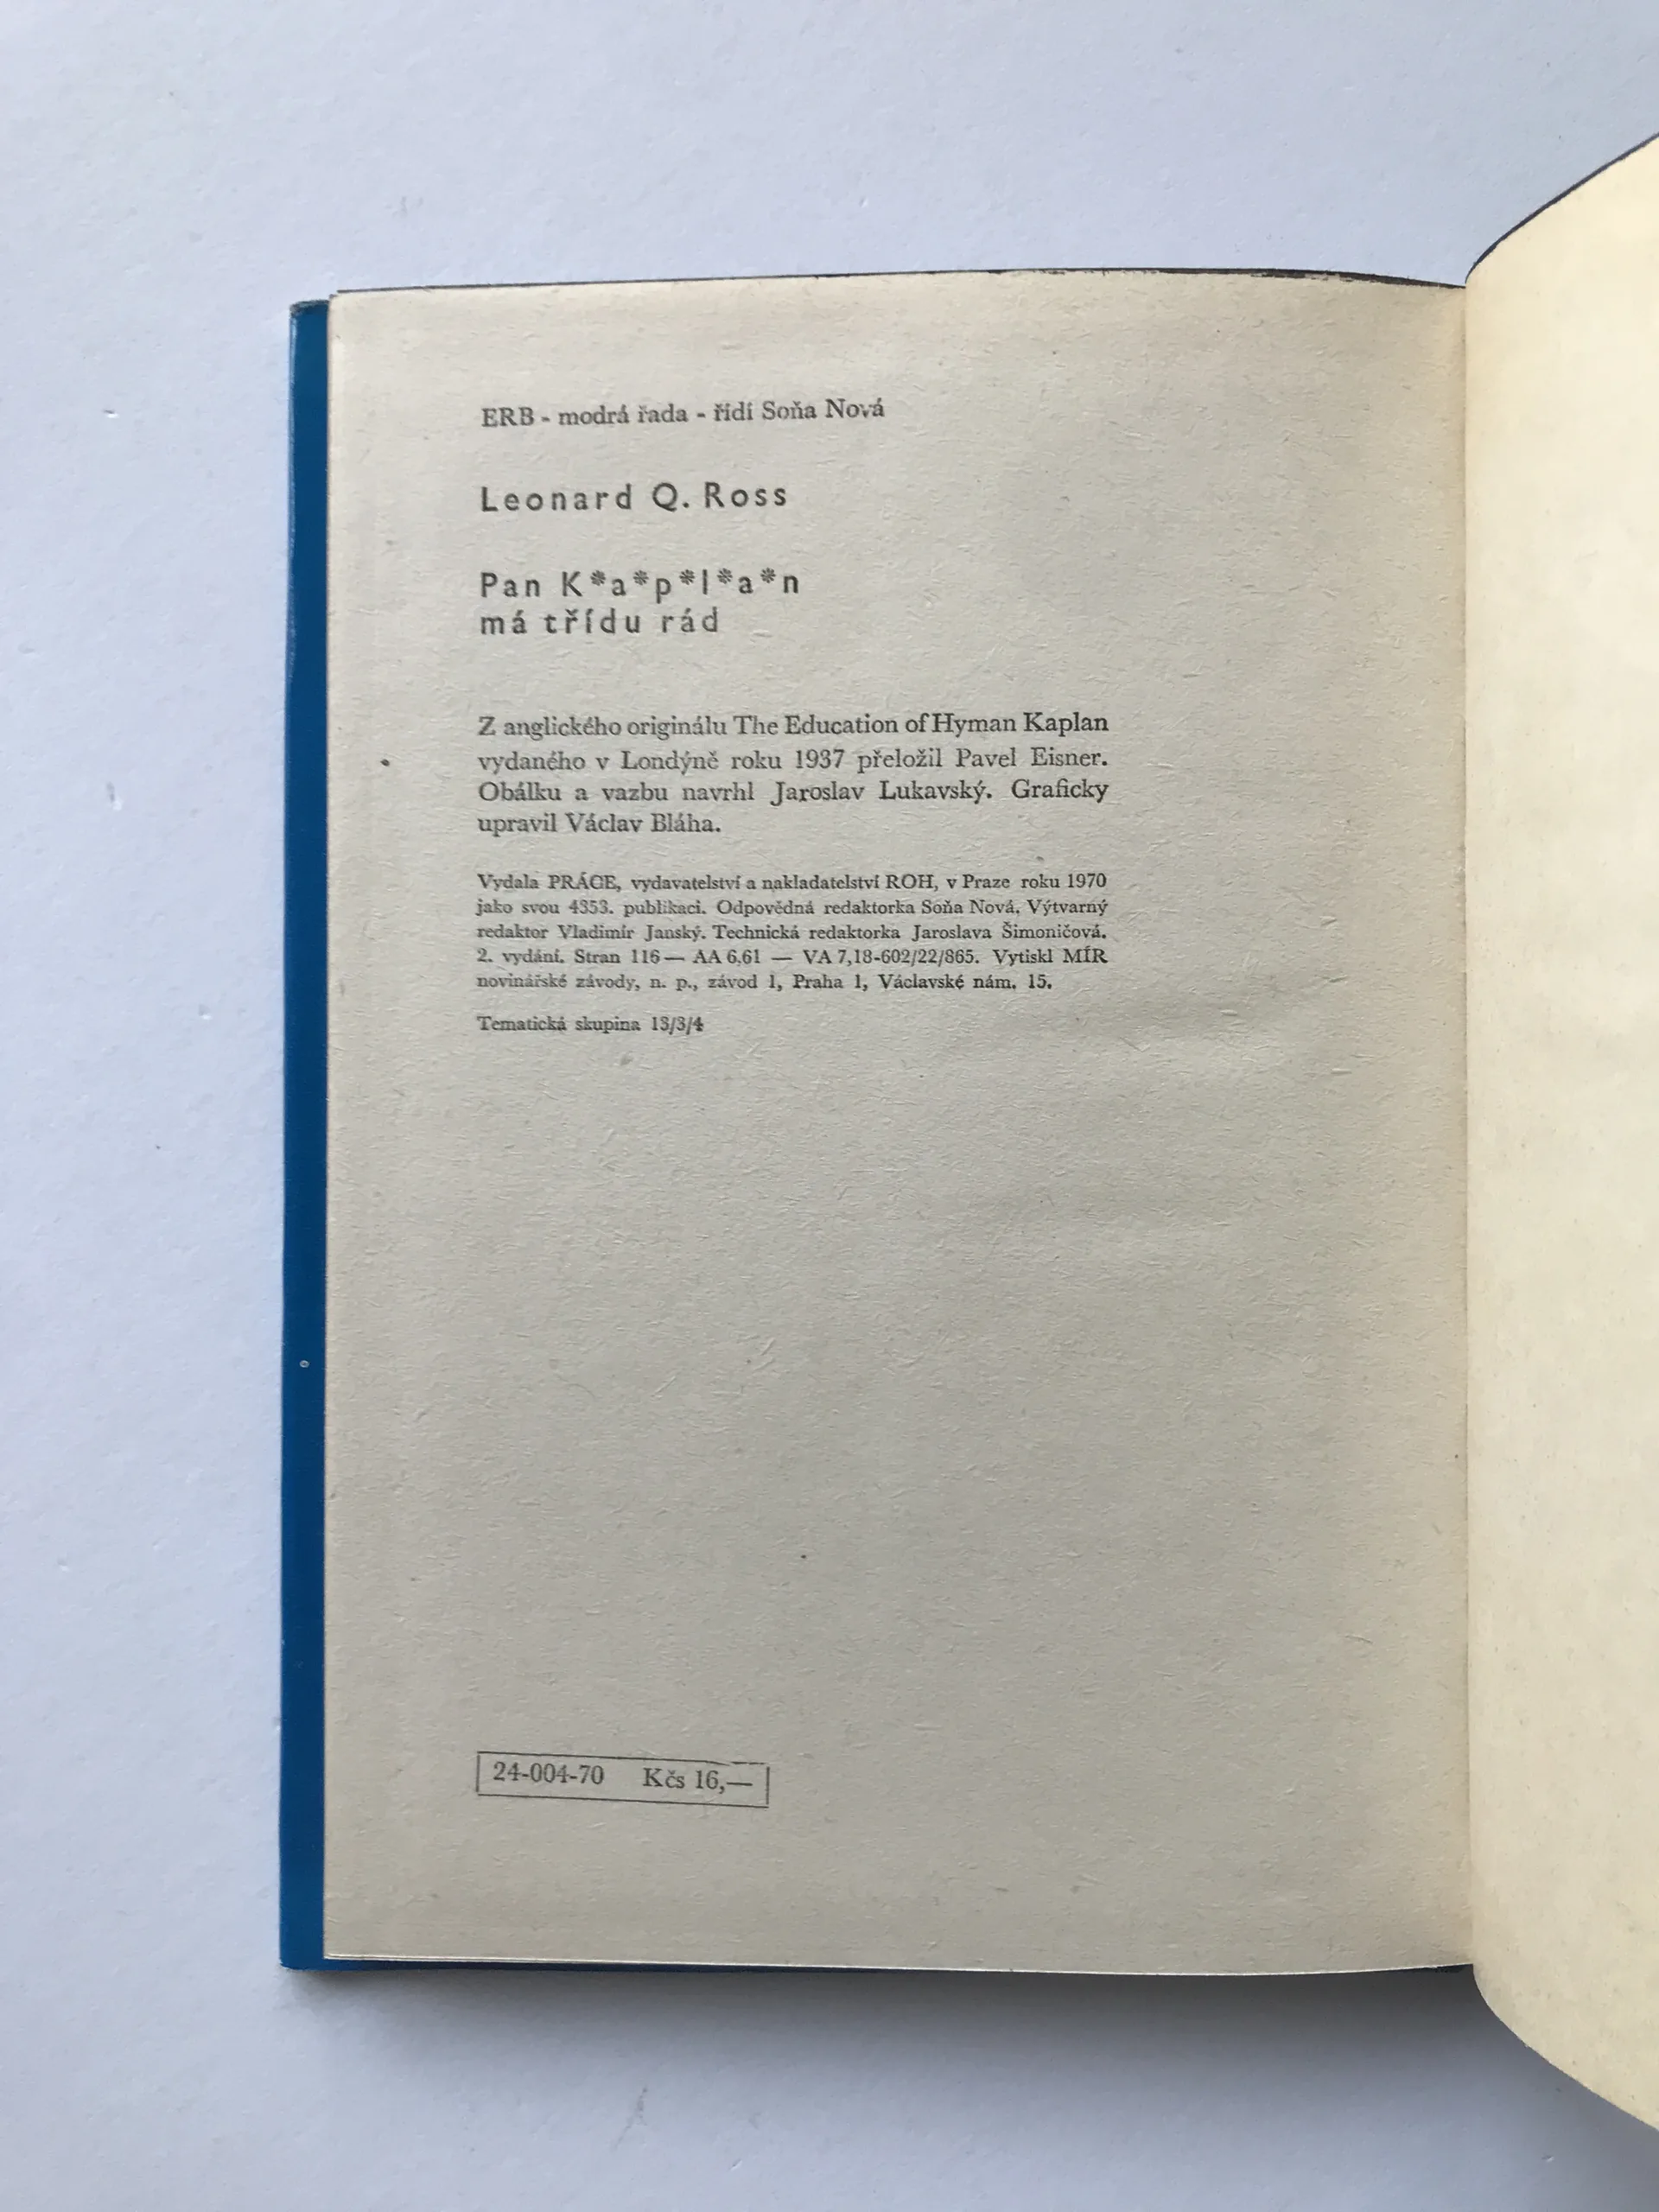 ERB - modrá řada - řídí Soňa Nová
Leonard Q. Ross
Pan K*a*p*l*a*n
má třídu rád
Z anglického originálu The Education of Hyman Kaplan
vydaného v Londýně roku 1937 přeložil Pavel Eisner.
Obálku a vazbu navrhl Jaroslav Lukavský. Graficky
upravil Václav Bláha.
Vydala PRÁCE, vydavatelství a nakladatelství ROH, v Praze roku 1970
jako svou 4353. publikaci. Odpovědná redaktorka Soňa Nová. Výtvarný
redaktor Vladimír Janský. Technická redaktorka Jaroslava Šimoničová.
2. vydání. Stran 116 — AA 6,61 — VA 7,18-602/22/865. Vytiskl MÍR
novinářské závody, n. p., závod 1, Praha 1, Václavské nám. 15.
Tematická skupina 13/3/4
24-004-70 Kčs 16,—